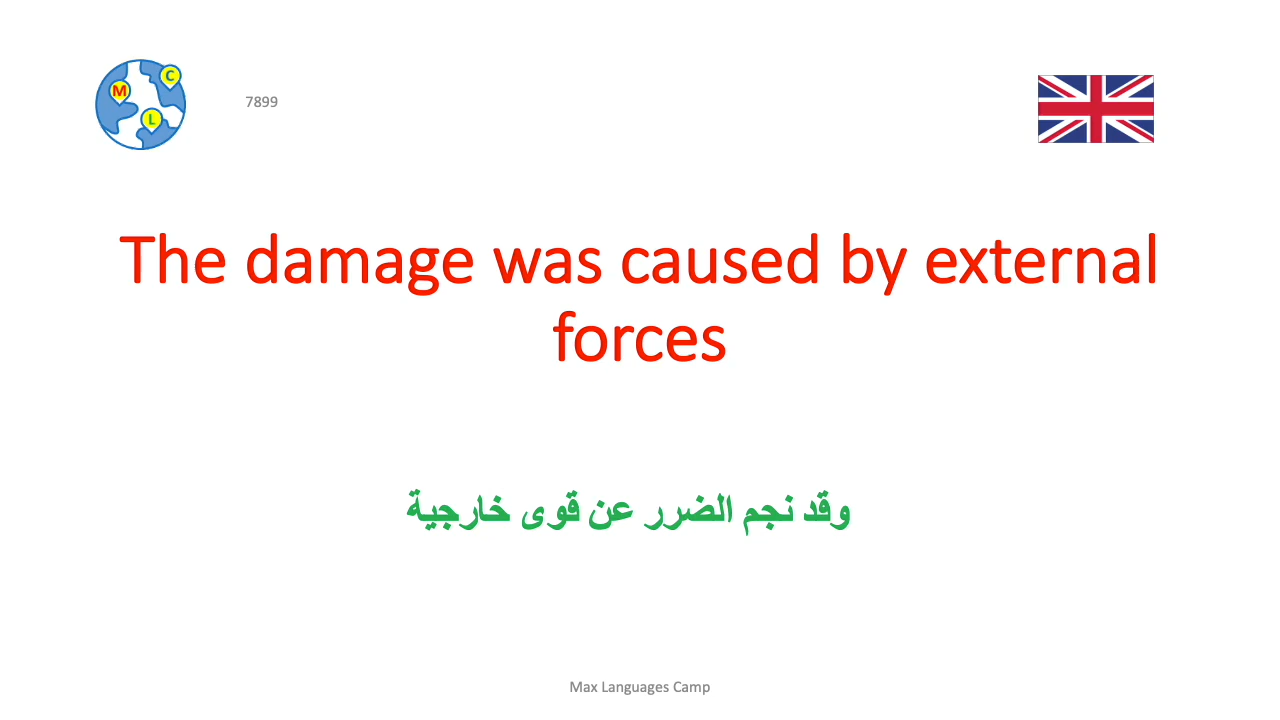 M
C
L
7899
The damage was caused by external
forces
وقد نجم الضرر عن قوى خارجية
Max Languages Camp